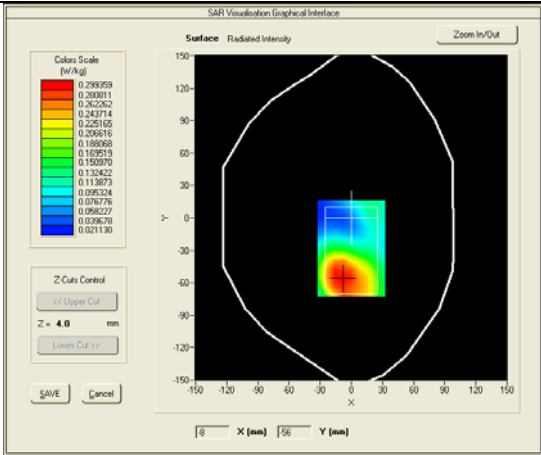 SAR Visualisation Graphical Interface
Surface Radiated Intensity
Zoom In/Out
Colors Scale
(W/kg)
0.299359
0.280811
0.262262
0.243714
0.225165
0.206616
0.188068
0.169519
0.150970
0.132422
0.113873
0.095324
0.076776
0.058227
0.039678
0.021130
150-
120-
90-
60-
30-
0-
-30-
-60-
-90-
-120-
-150-
Y
-150 -120 -90 -60 -30 0 30 60 90 120 150
X
Z-Cuts Control
<< Upper Cut
Z = 4.0 mm
Lower Cut >>
SAVE Cancel
-8 X (mm) -56 Y (mm)